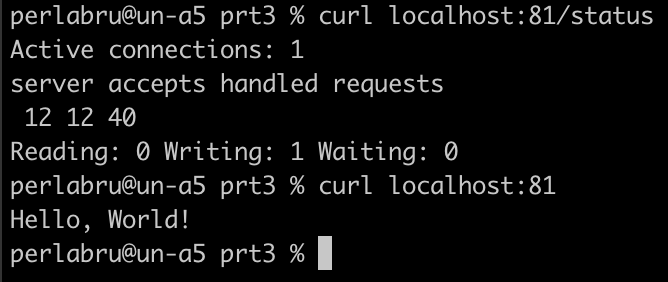 perlabru@un-a5 prt3 % curl localhost:81/status
Active connections: 1
server accepts handled requests
 12 12 40
Reading: 0 Writing: 1 Waiting: 0
perlabru@un-a5 prt3 % curl localhost:81
Hello, World!
perlabru@un-a5 prt3 %